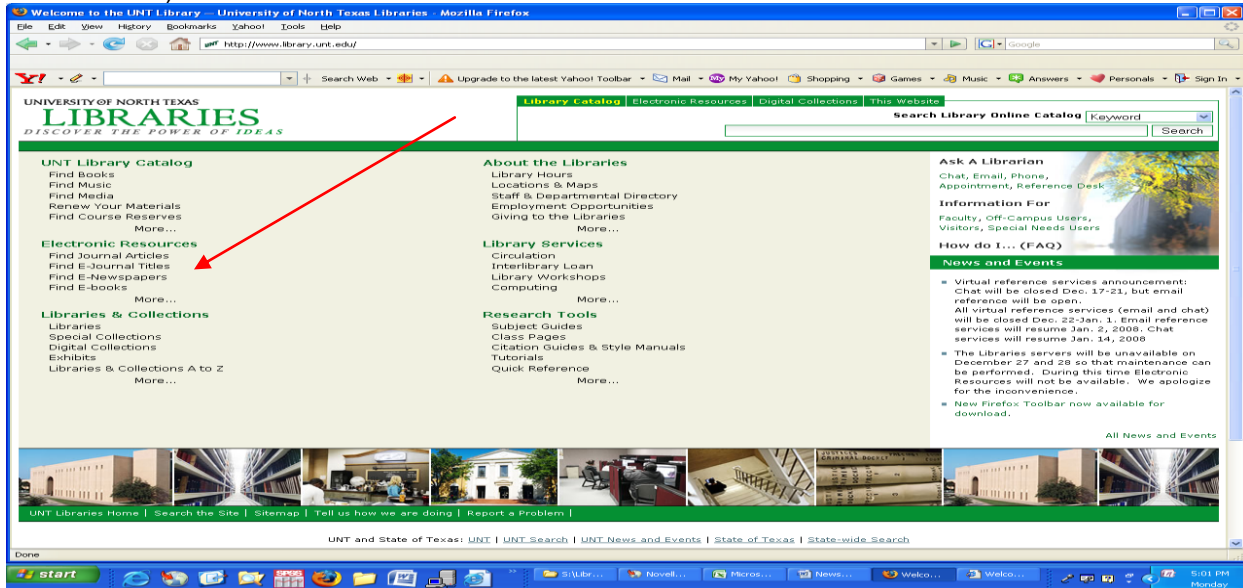 Welcome to the UNT Library — University of North Texas Libraries - Mozilla Firefox
File Edit View History Bookmarks Yahoo! Tools Help
http://www.library.unt.edu/
Google
Y! Search Web Upgrade to the latest Yahoo! Toolbar Mail My Yahoo! Shopping Games Music Answers Personals Sign In
UNIVERSITY OF NORTH TEXAS
LIBRARIES
DISCOVER THE POWER OF IDEAS
Library Catalog Electronic Resources Digital Collections This Website
Search Library Online Catalog Keyword
Search
UNT Library Catalog
Find Books
Find Music
Find Media
Renew Your Materials
Find Course Reserves
More...
Electronic Resources
Find Journal Articles
Find E-Journal Titles
Find E-Newspapers
Find E-books
More...
Libraries & Collections
Libraries
Special Collections
Digital Collections
Exhibits
Libraries & Collections A to Z
More...
About the Libraries
Library Hours
Locations & Maps
Staff & Departmental Directory
Employment Opportunities
Giving to the Libraries
More...
Library Services
Circulation
Interlibrary Loan
Library Workshops
Computing
More...
Research Tools
Subject Guides
Class Pages
Citation Guides & Style Manuals
Tutorials
Quick Reference
More...
Ask A Librarian
Chat, Email, Phone,
Appointment, Reference Desk
Information For
Faculty, Off-Campus Users,
Visitors, Special Needs Users
How do I... (FAQ)
News and Events
Virtual reference services announcement:
Chat will be closed Dec. 17-21, but email
reference will be open.
All virtual reference services (email and chat)
will be closed Dec. 22-Jan. 1. Email reference
services will resume Jan. 2, 2008. Chat
services will resume Jan. 14, 2008
The Libraries servers will be unavailable on
December 27 and 28 so that maintenance can
be performed. During this time Electronic
Resources will not be available. We apologize
for the inconvenience.
New Firefox Toolbar now available for
download.
All News and Events
CRIMINAL DOCKET
UNT Libraries Home | Search the Site | Sitemap | Tell us how we are doing | Report a Problem |
UNT and State of Texas: UNT | UNT Search | UNT News and Events | State of Texas | State-wide Search
Done
start S:\Libr... Novell... Micros... News... Welco... Welco... 5:01 PM
Monday